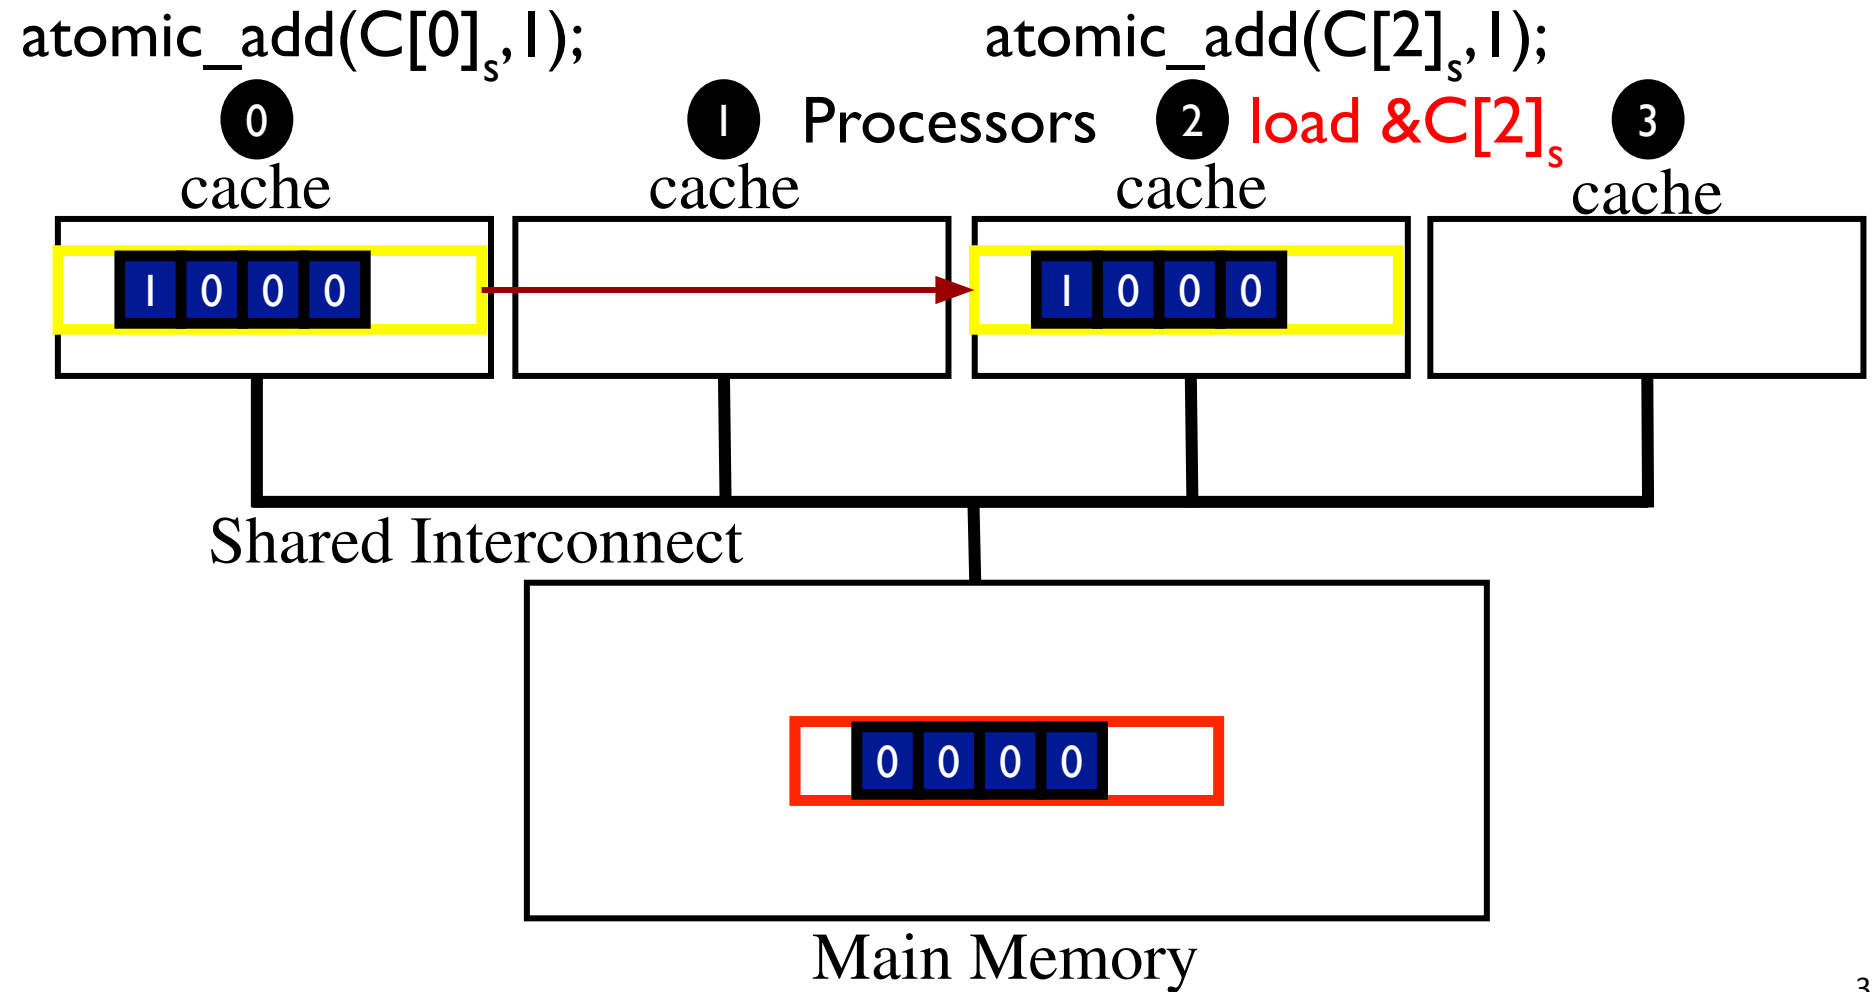 atomic_add(C[0]s,1); atomic_add(C[2]s,1);
0 1 Processors 2 load &C[2]s 3
cache cache cache cache
1 0 0 0 1 0 0 0
Shared Interconnect
0 0 0 0
Main Memory
3